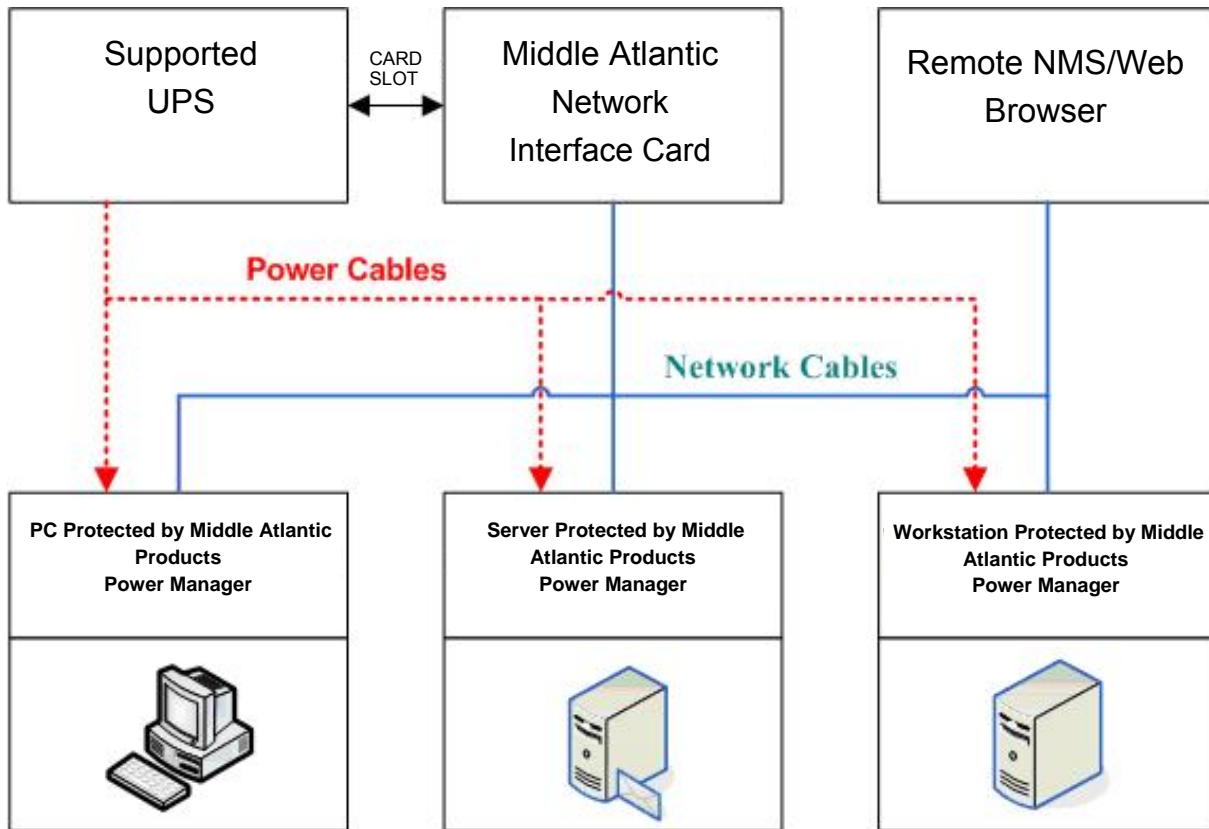 Supported
UPS
CARD
SLOT
Middle Atlantic
Network
Interface Card
Remote NMS/Web
Browser
Power Cables
Network Cables
PC Protected by Middle Atlantic
Products
Power Manager
Server Protected by Middle
Atlantic Products
Power Manager
Workstation Protected by Middle
Atlantic Products
Power Manager